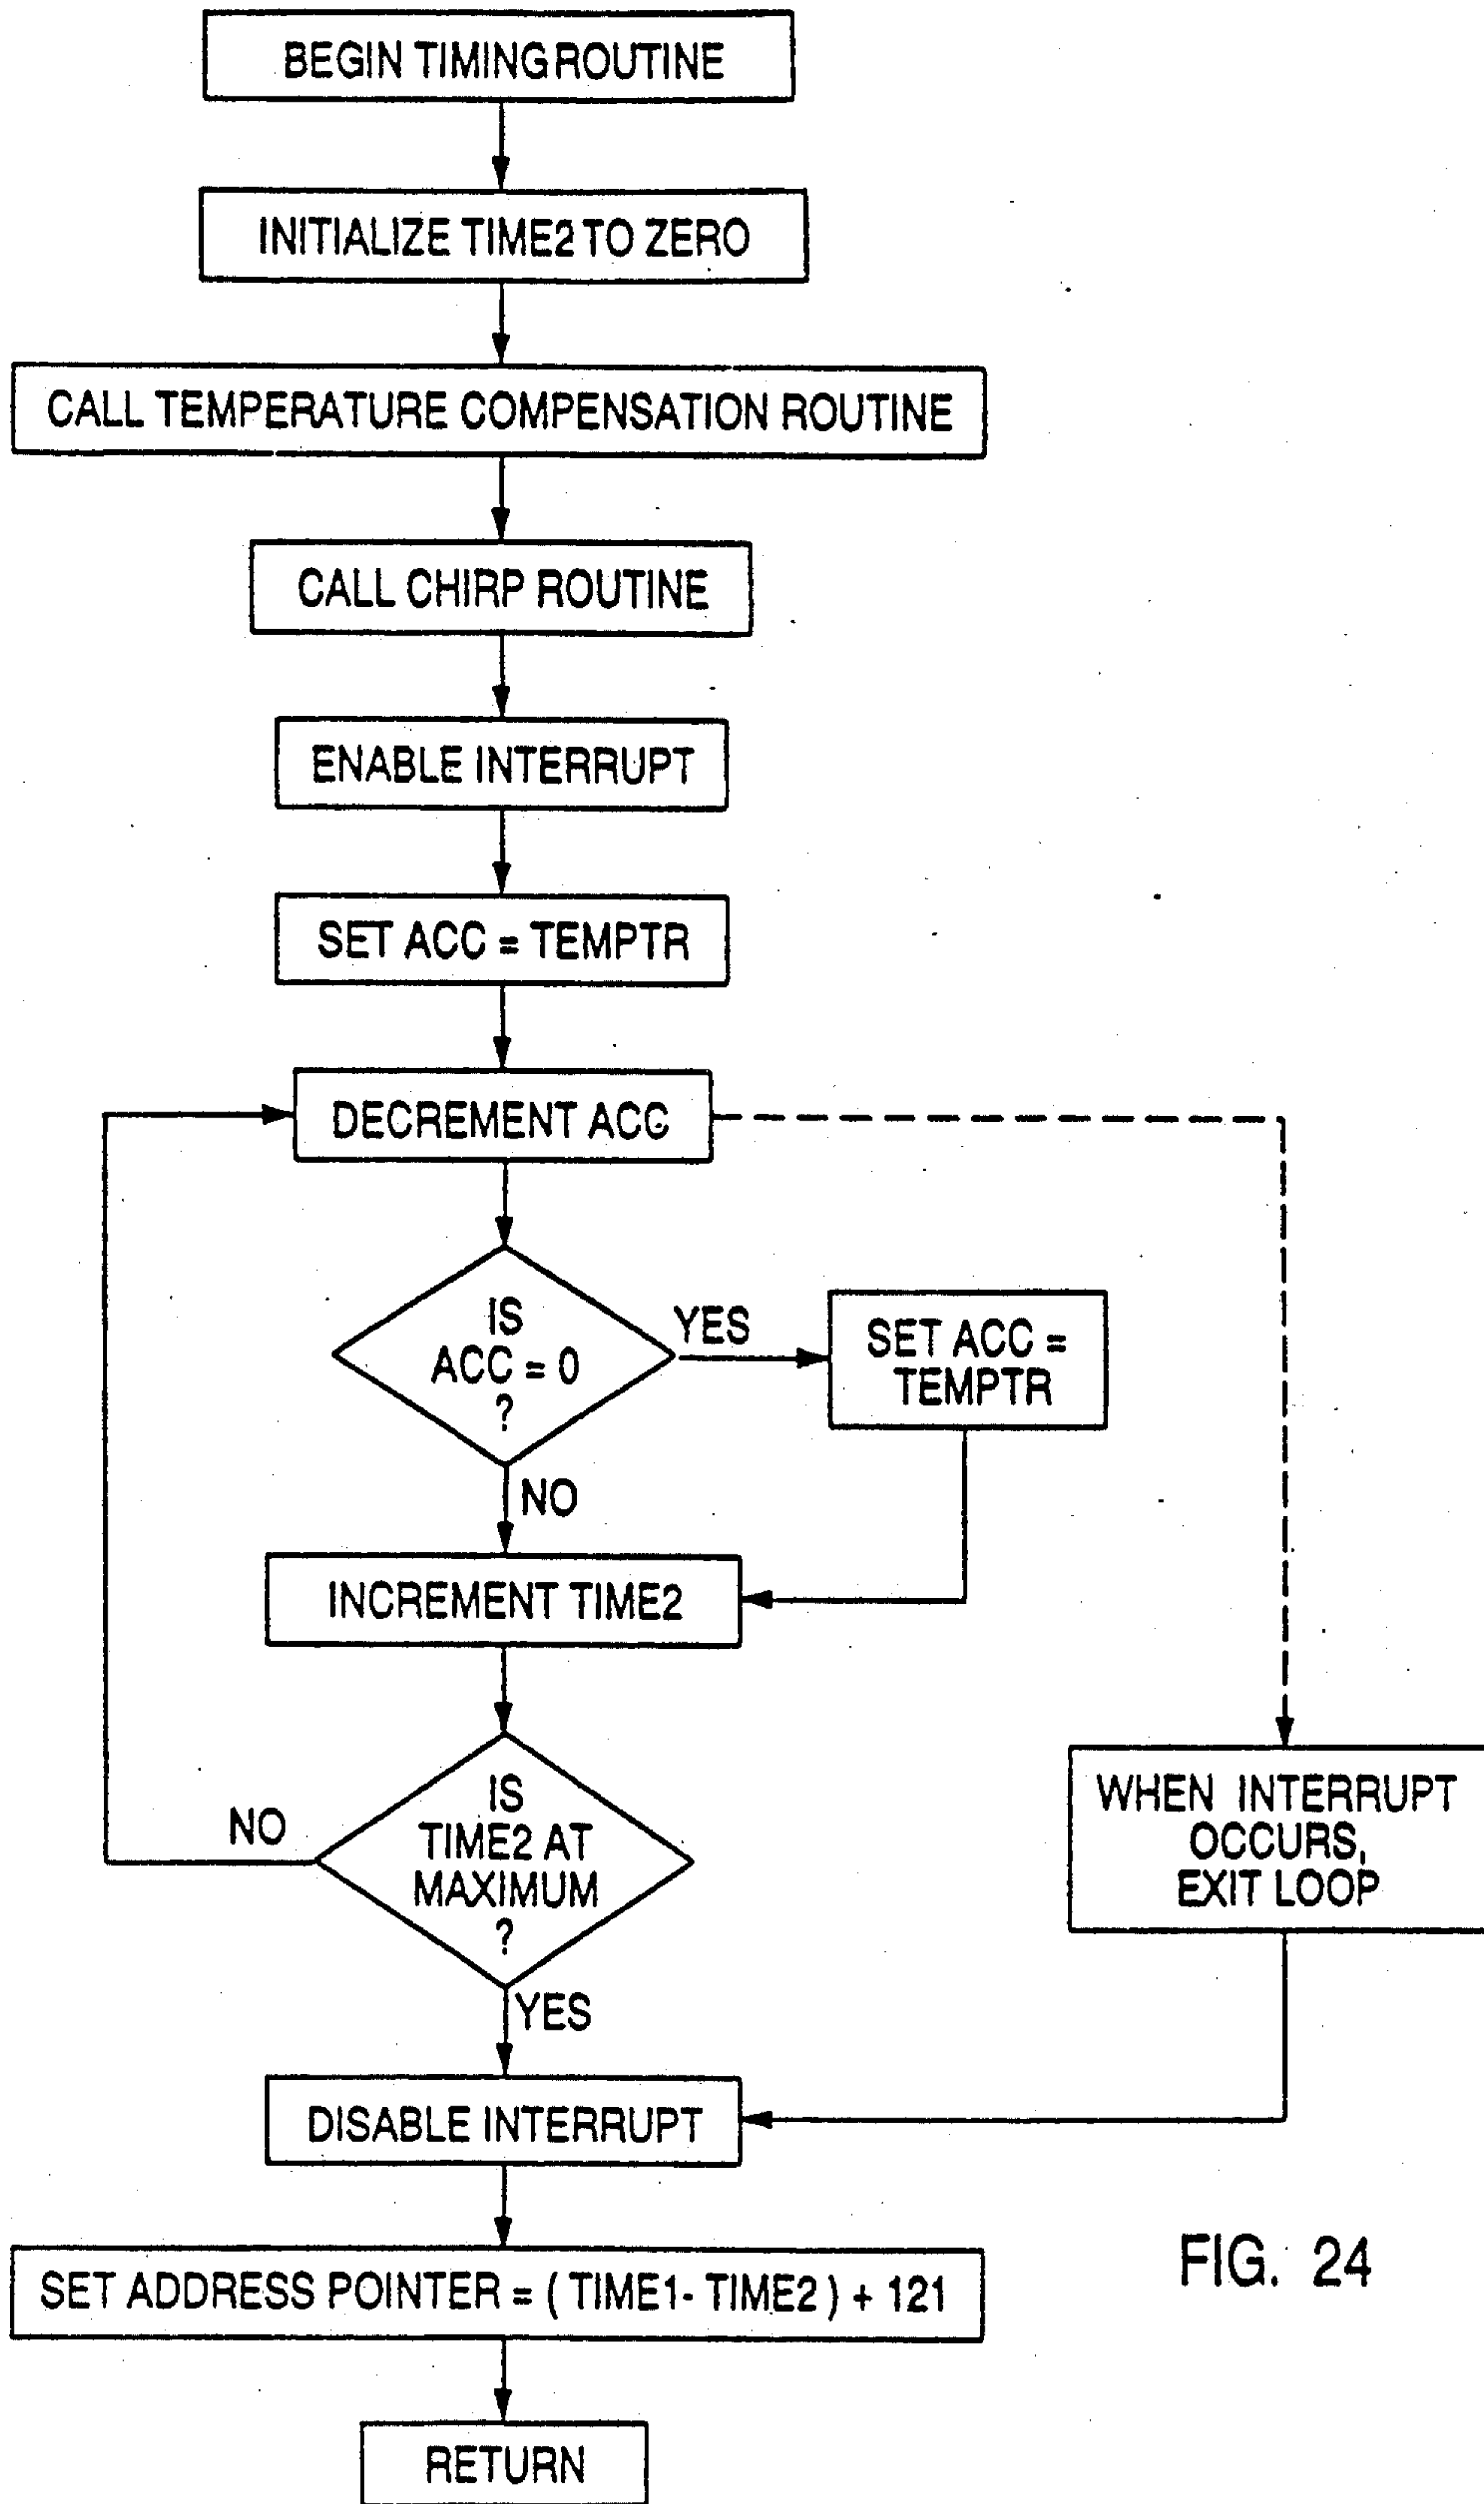 BEGIN TIMING ROUTINE
INITIALIZE TIME2 TO ZERO
CALL TEMPERATURE COMPENSATION ROUTINE
CALL CHIRP ROUTINE
ENABLE INTERRUPT
SET ACC = TEMPTR
DECREMENT ACC
IS
ACC = 0
?
YES
SET ACC =
TEMPTR
NO
INCREMENT TIME2
IS
TIME2 AT
MAXIMUM
?
NO
YES
WHEN INTERRUPT
OCCURS,
EXIT LOOP
DISABLE INTERRUPT
SET ADDRESS POINTER = ( TIME1- TIME2 ) + 121
RETURN
FIG. 24